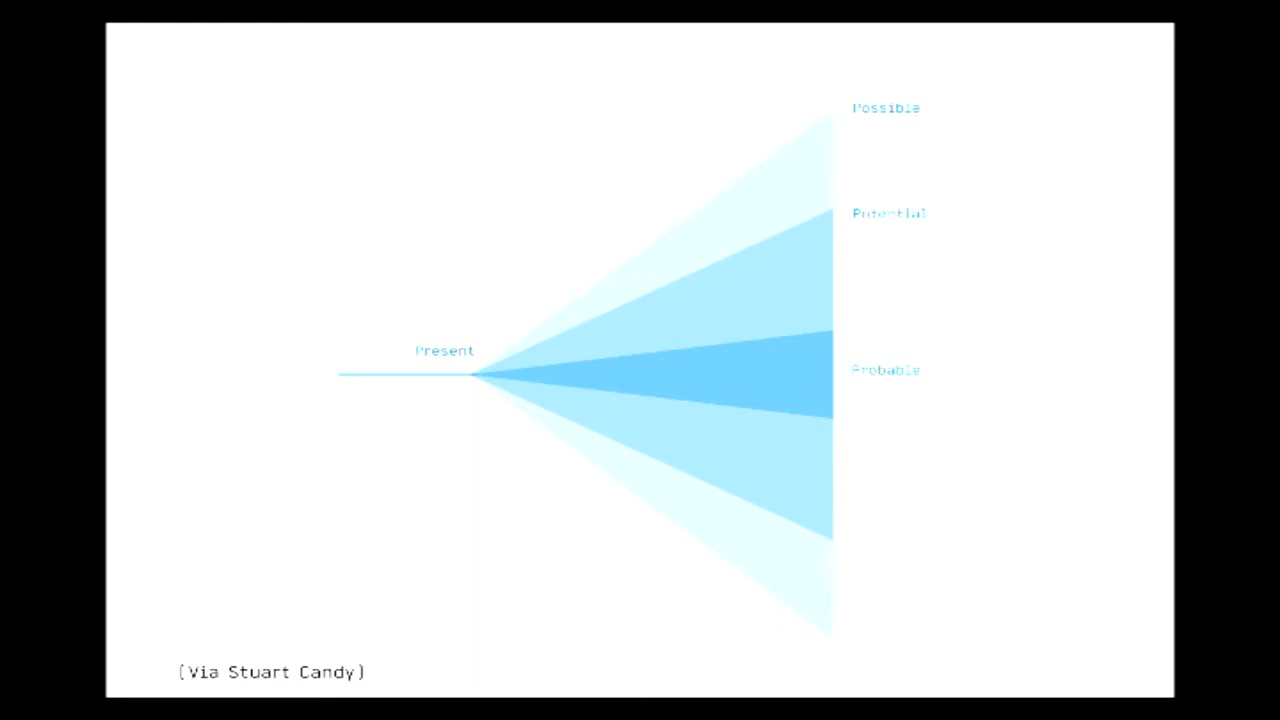 Possible
Potential
Present
Probable
(Via Stuart Candy)